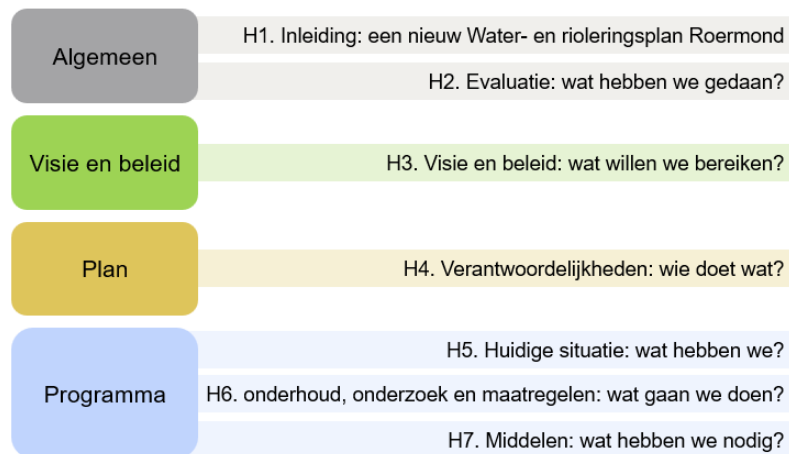 Algemeen
H1. Inleiding: een nieuw Water- en rioleringsplan Roermond
H2. Evaluatie: wat hebben we gedaan?
Visie en beleid
H3. Visie en beleid: wat willen we bereiken?
Plan
H4. Verantwoordelijkheden: wie doet wat?
Programma
H5. Huidige situatie: wat hebben we?
H6. onderhoud, onderzoek en maatregelen: wat gaan we doen?
H7. Middelen: wat hebben we nodig?